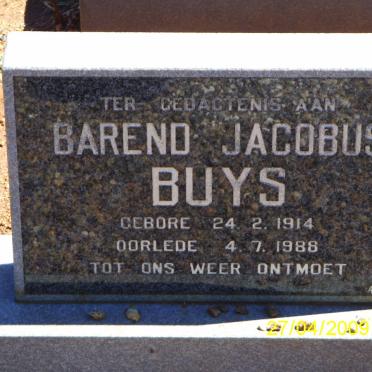 TER GEDAGTENIS AAN
BAREND JACOBUS
BUYS
GEBORE 24. 2. 1914
OORLEDE 4. 7. 1988
TOT ONS WEER ONTMOET
27/04/2009